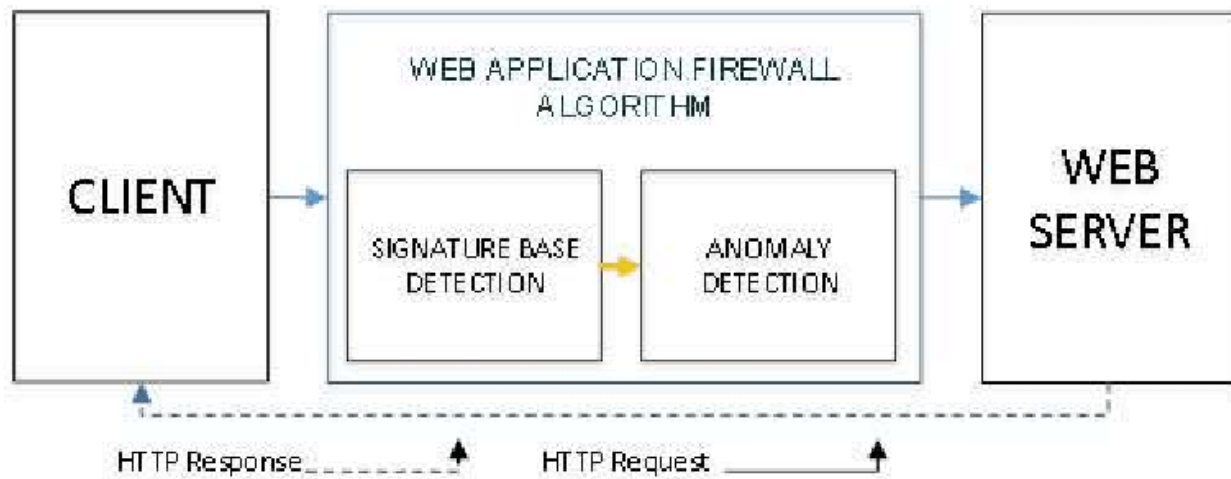 CLIENT
WEB APPLICATION FIREWALL
ALGORITHM
SIGNATURE BASE
DETECTION
ANOMALY
DETECTION
WEB
SERVER
HTTP Response
HTTP Request